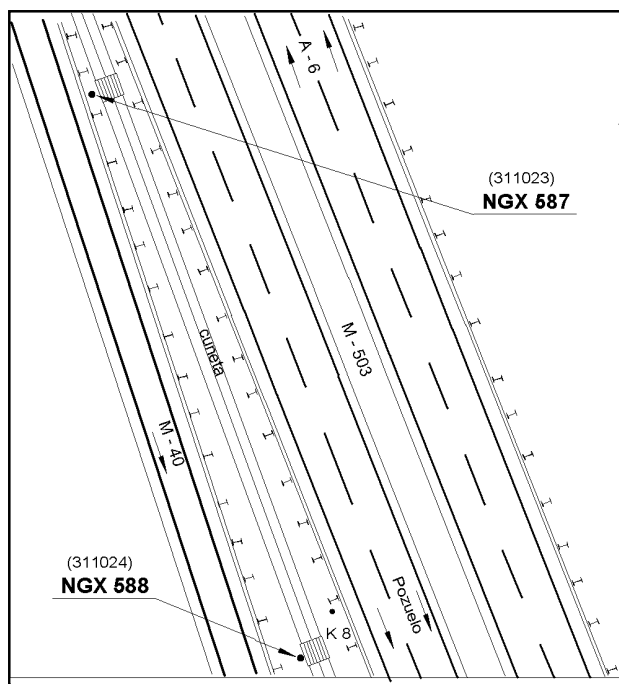 A - 6
(311023)
NGX 587
M - 503
cuneta
M - 40
(311024)
NGX 588
Pozuelo
K 8